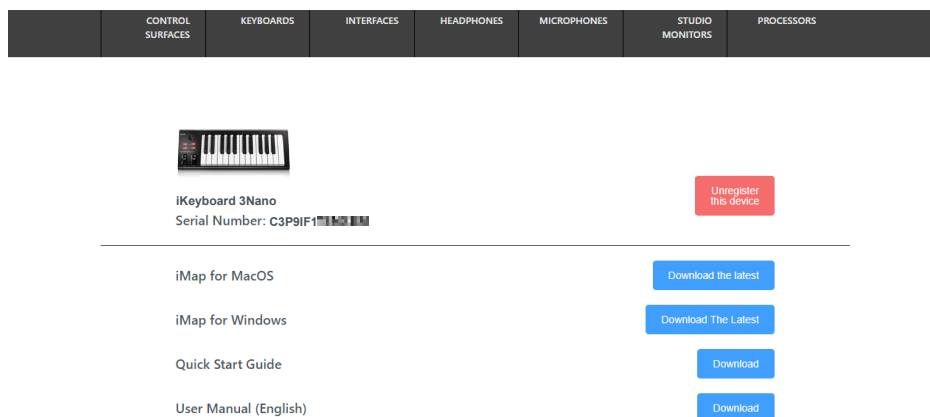 CONTROL SURFACES
KEYBOARDS
INTERFACES
HEADPHONES
MICROPHONES
STUDIO MONITORS
PROCESSORS
iKeyboard 3Nano
Serial Number: C3P9IF1
Unregister
this device
iMap for MacOS
Download the latest
iMap for Windows
Download The Latest
Quick Start Guide
Download
User Manual (English)
Download